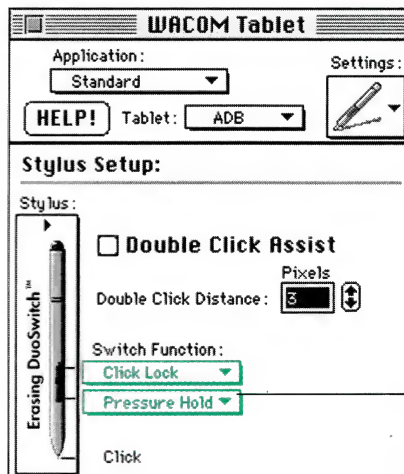 WACOM Tablet
Application:
Standard
Settings:
HELP!
Tablet:
ADB
Stylus Setup:
Stylus:
Erasing DuoSwitch™
Double Click Assist
Pixels
Double Click Distance:
3
Switch Function:
Click Lock
Pressure Hold
Click